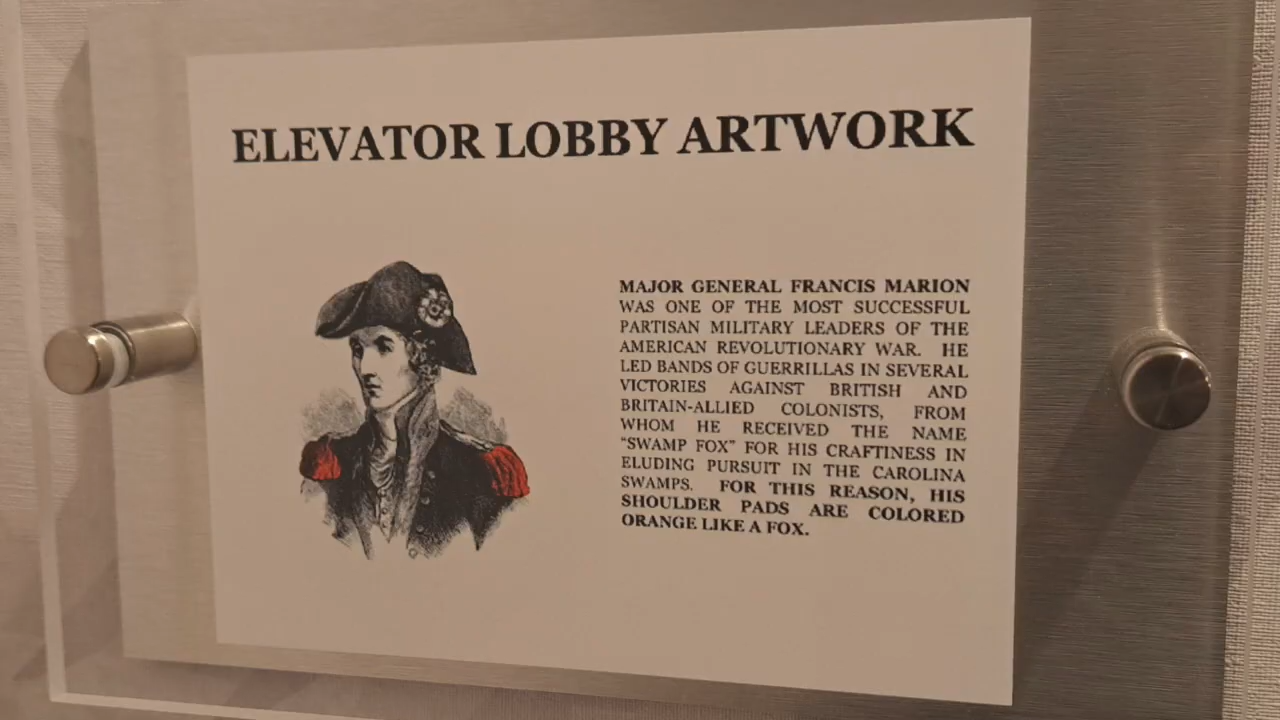 ELEVATOR LOBBY ARTWORK
MAJOR GENERAL FRANCIS MARION
WAS ONE OF THE MOST SUCCESSFUL
PARTISAN MILITARY LEADERS OF THE
AMERICAN REVOLUTIONARY WAR. HE
LED BANDS OF GUERRILLAS IN SEVERAL
VICTORIES AGAINST BRITISH AND
BRITAIN-ALLIED COLONISTS, FROM
WHOM HE RECEIVED THE NAME
“SWAMP FOX” FOR HIS CRAFTINESS IN
ELUDING PURSUIT IN THE CAROLINA
SWAMPS. FOR THIS REASON, HIS
SHOULDER PADS ARE COLORED
ORANGE LIKE A FOX.